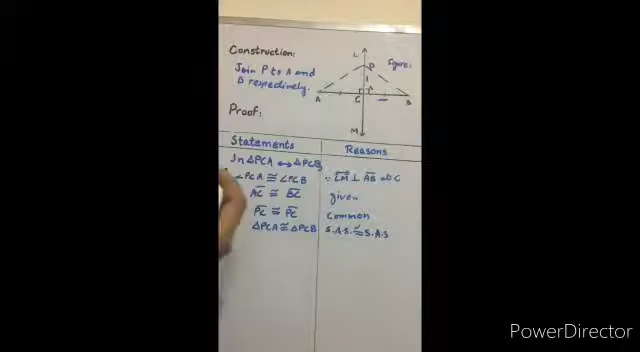 Construction:
Join P to A and
B respectively.
L
P
Figure:
A
C
B
M
Proof:
Statements
Reasons
In ΔPCA ↔ ΔPCB
∠PCA ≅ ∠PCB
∵ LM ⊥ AB at C
AC ≅ BC
given
PC ≅ PC
Common
ΔPCA ≅ ΔPCB
S.A.S. ≅ S.A.S
PowerDirector